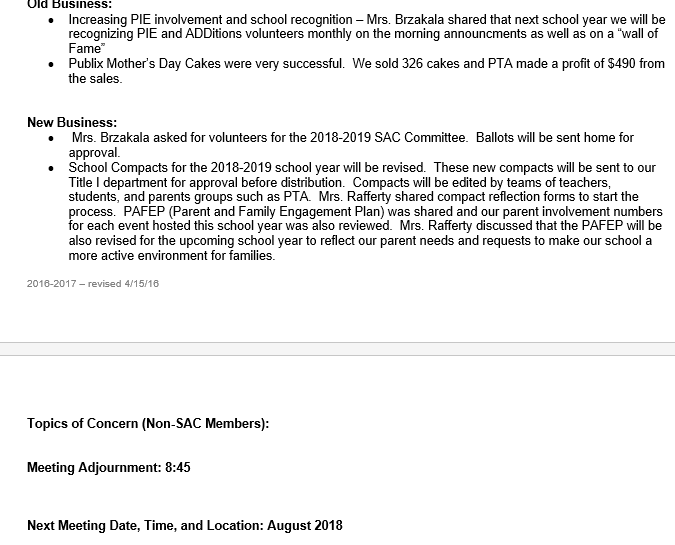 Old Business:
• Increasing PIE involvement and school recognition – Mrs. Brzakala shared that next school year we will be
recognizing PIE and ADDitions volunteers monthly on the morning announcments as well as on a “wall of
Fame”
• Publix Mother’s Day Cakes were very successful.  We sold 326 cakes and PTA made a profit of $490 from
the sales.
New Business:
• Mrs. Brzakala asked for volunteers for the 2018-2019 SAC Committee.  Ballots will be sent home for
approval.
• School Compacts for the 2018-2019 school year will be revised.  These new compacts will be sent to our
Title I department for approval before distribution.  Compacts will be edited by teams of teachers,
students, and parents groups such as PTA.  Mrs. Rafferty shared compact reflection forms to start the
process.  PAFEP (Parent and Family Engagement Plan) was shared and our parent involvement numbers
for each event hosted this school year was also reviewed.  Mrs. Rafferty discussed that the PAFEP will be
also revised for the upcoming school year to reflect our parent needs and requests to make our school a
more active environment for families.
2016-2017 – revised 4/15/16
Topics of Concern (Non-SAC Members):
Meeting Adjournment: 8:45
Next Meeting Date, Time, and Location: August 2018